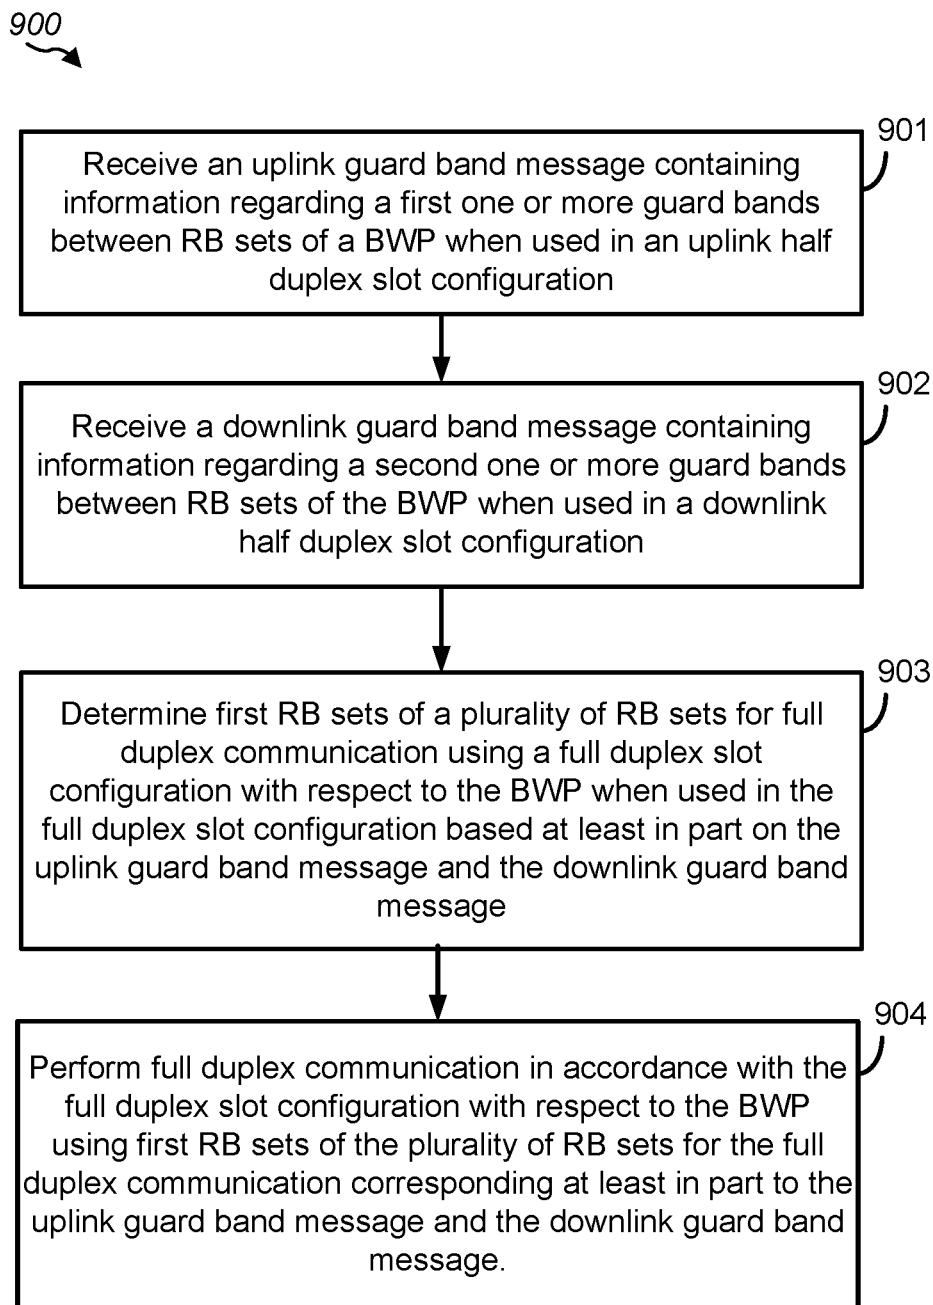 900
901
Receive an uplink guard band message containing
information regarding a first one or more guard bands
between RB sets of a BWP when used in an uplink half
duplex slot configuration
902
Receive a downlink guard band message containing
information regarding a second one or more guard bands
between RB sets of the BWP when used in a downlink
half duplex slot configuration
903
Determine first RB sets of a plurality of RB sets for full
duplex communication using a full duplex slot
configuration with respect to the BWP when used in the
full duplex slot configuration based at least in part on the
uplink guard band message and the downlink guard band
message
904
Perform full duplex communication in accordance with the
full duplex slot configuration with respect to the BWP
using first RB sets of the plurality of RB sets for the full
duplex communication corresponding at least in part to the
uplink guard band message and the downlink guard band
message.